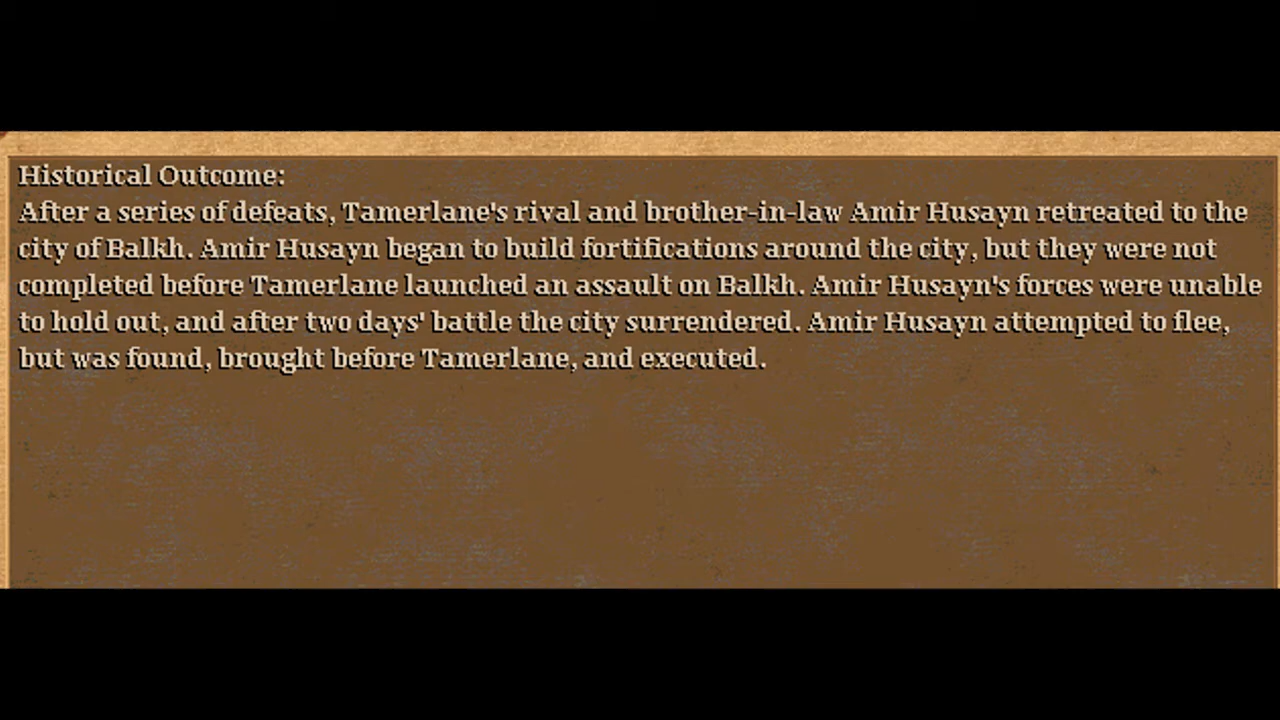 Historical Outcome:
After a series of defeats, Tamerlane's rival and brother-in-law Amir Husayn retreated to the
city of Balkh. Amir Husayn began to build fortifications around the city, but they were not
completed before Tamerlane launched an assault on Balkh. Amir Husayn's forces were unable
to hold out, and after two days' battle the city surrendered. Amir Husayn attempted to flee,
but was found, brought before Tamerlane, and executed.